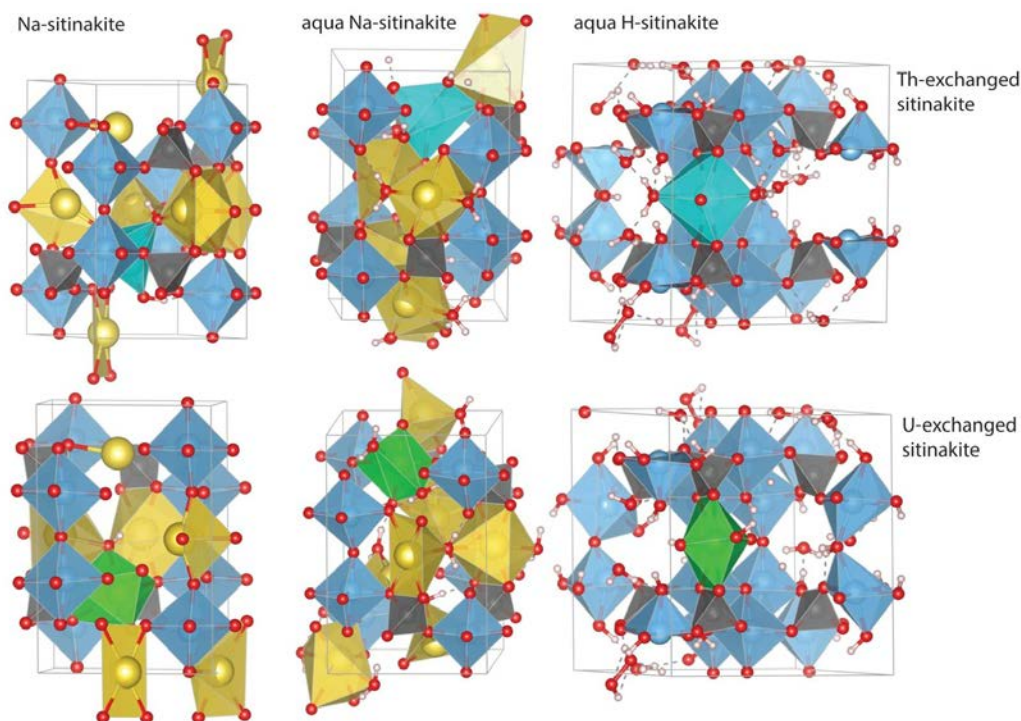 Na-sitinakite
aqua Na-sitinakite
aqua H-sitinakite
Th-exchanged
sitinakite
U-exchanged
sitinakite